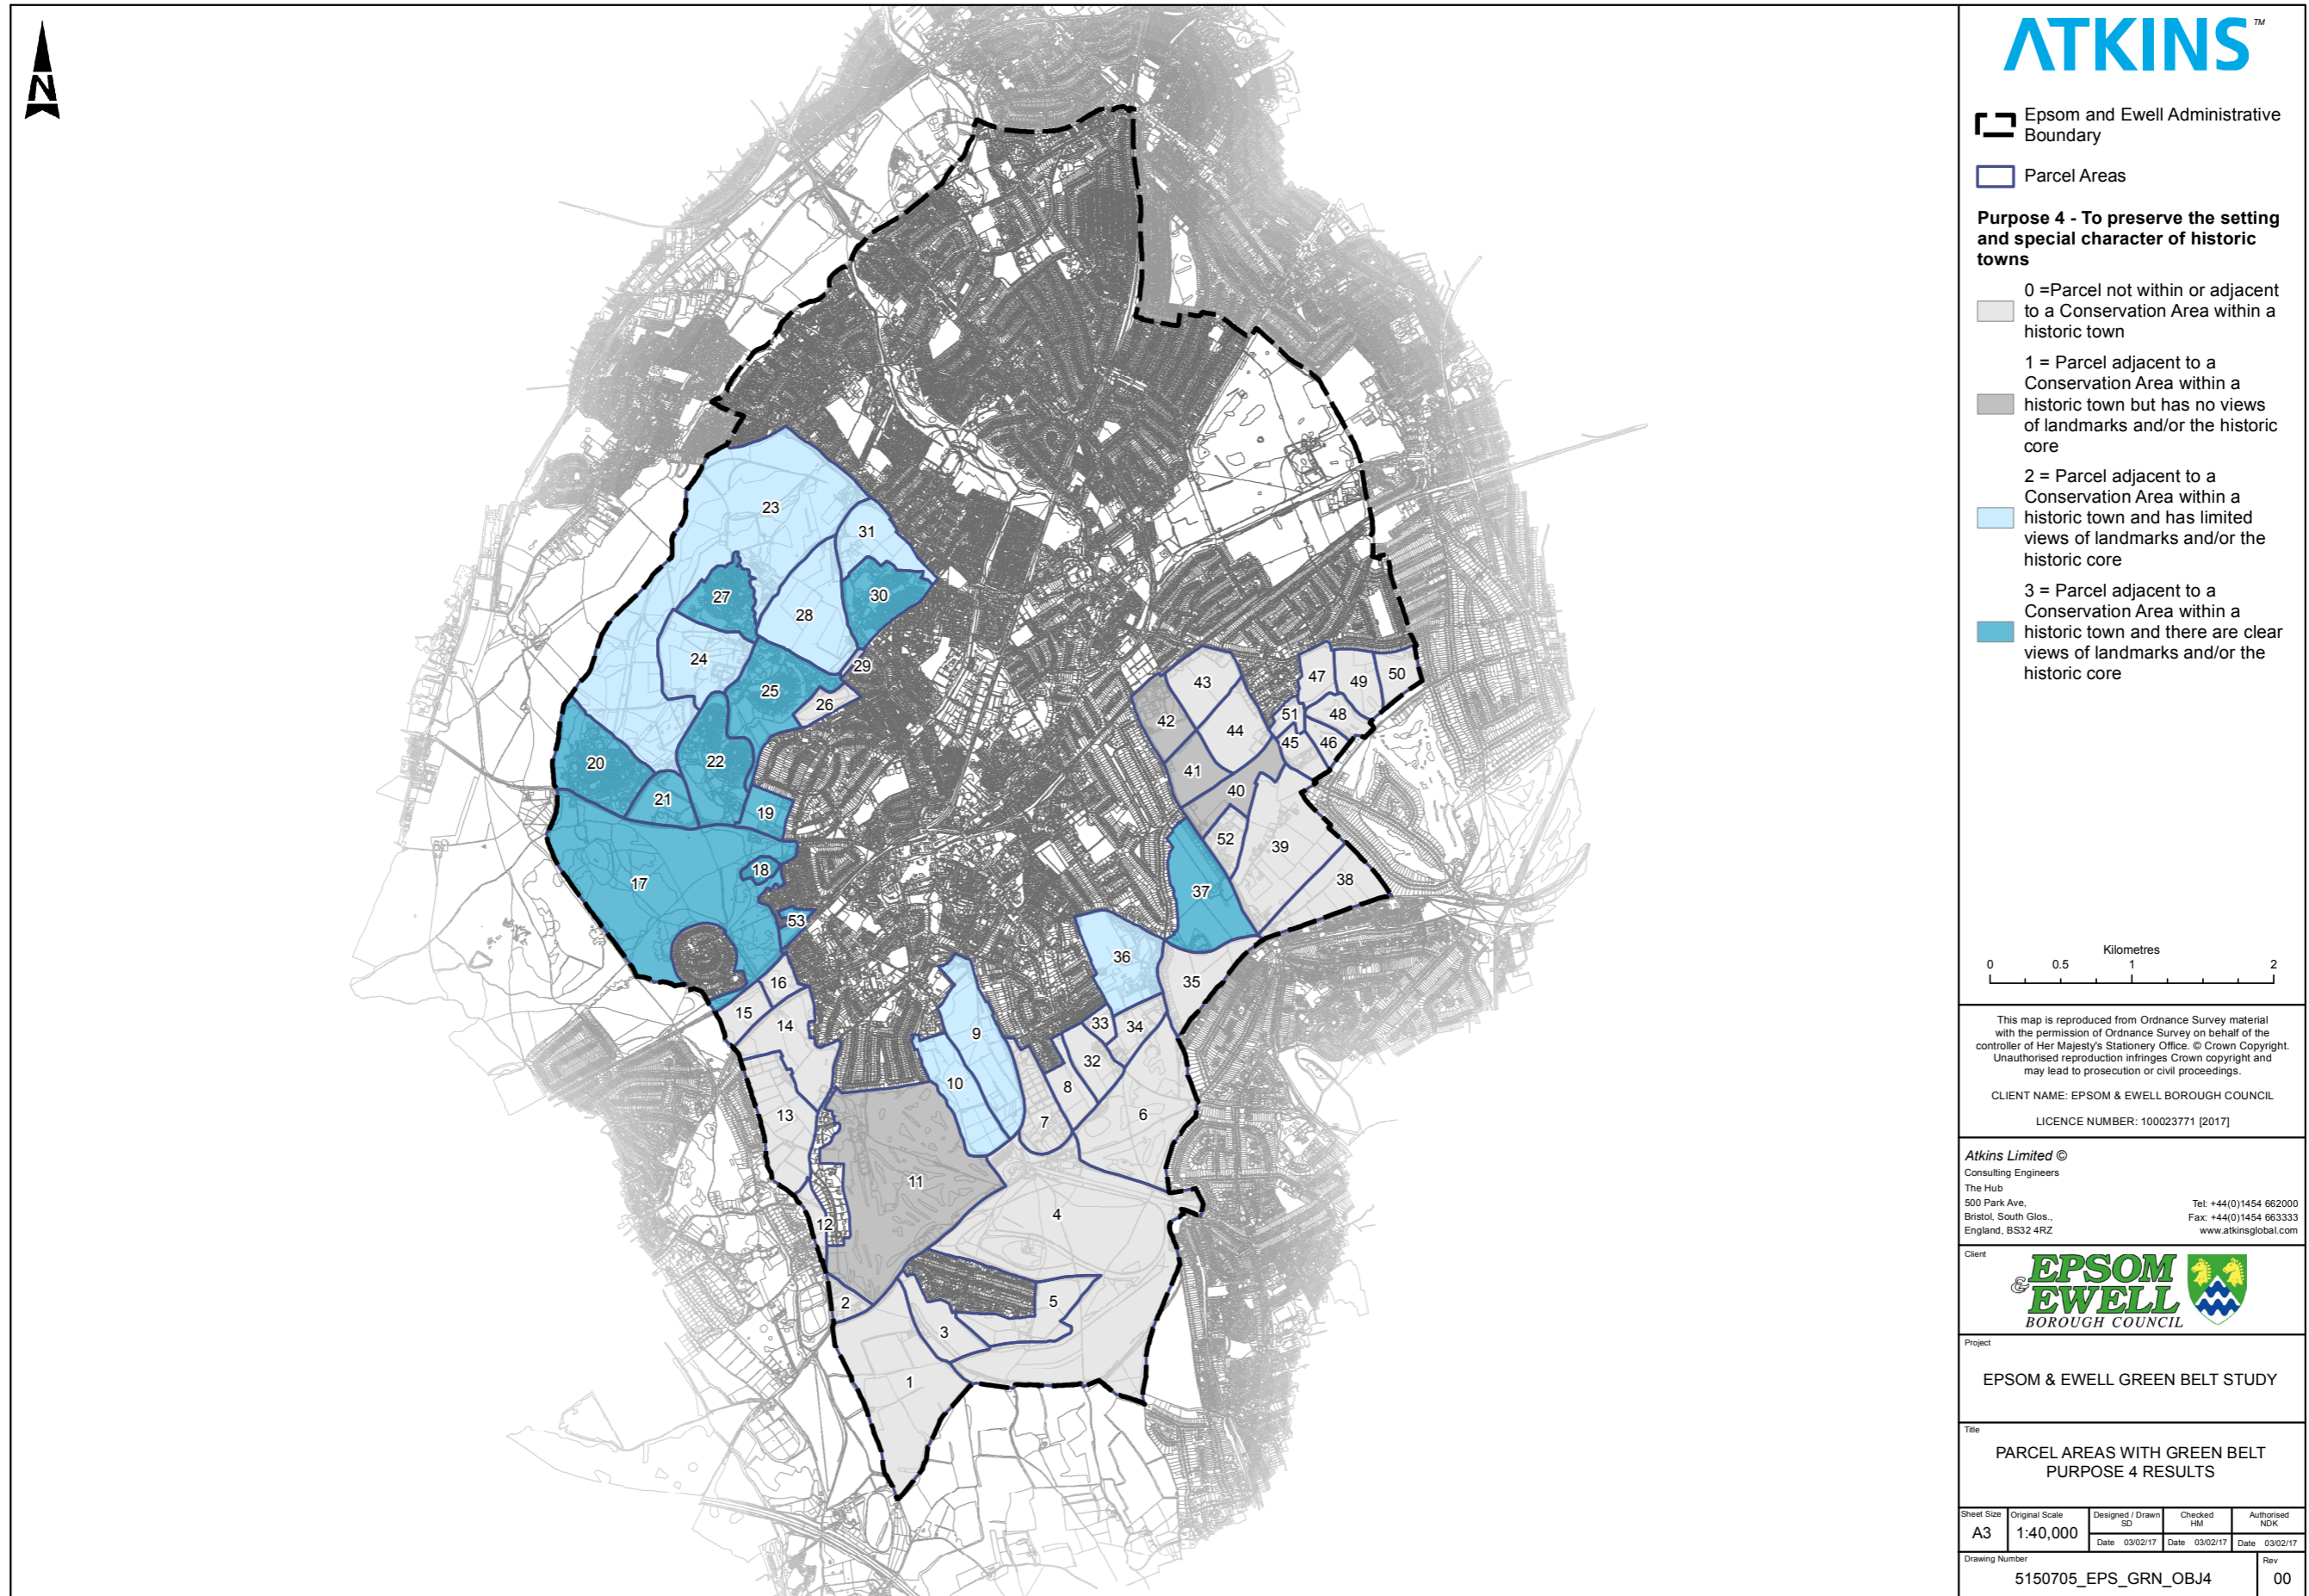 N
23
31
27
30
28
24
29
25
26
20
22
21
19
17
18
53
16
15
14
13
12
11
10
9
8
7
6
5
4
3
2
1
32
33
34
35
36
37
38
39
40
41
42
43
44
45
46
47
48
49
50
51
52
ATKINS™
Epsom and Ewell Administrative
Boundary
Parcel Areas
Purpose 4 - To preserve the setting
and special character of historic
towns
0 =Parcel not within or adjacent
to a Conservation Area within a
historic town
1 = Parcel adjacent to a
Conservation Area within a
historic town but has no views
of landmarks and/or the historic
core
2 = Parcel adjacent to a
Conservation Area within a
historic town and has limited
views of landmarks and/or the
historic core
3 = Parcel adjacent to a
Conservation Area within a
historic town and there are clear
views of landmarks and/or the
historic core
Kilometres
0 0.5 1 2
This map is reproduced from Ordnance Survey material
with the permission of Ordnance Survey on behalf of the
controller of Her Majesty's Stationery Office. © Crown Copyright.
Unauthorised reproduction infringes Crown copyright and
may lead to prosecution or civil proceedings.
CLIENT NAME: EPSOM & EWELL BOROUGH COUNCIL
LICENCE NUMBER: 100023771 [2017]
Atkins Limited ©
Consulting Engineers
The Hub
500 Park Ave, Tel: +44(0)1454 662000
Bristol, South Glos., Fax: +44(0)1454 663333
England, BS32 4RZ www.atkinsglobal.com
Client
EPSOM
& EWELL
BOROUGH COUNCIL
Project
EPSOM & EWELL GREEN BELT STUDY
Title
PARCEL AREAS WITH GREEN BELT
PURPOSE 4 RESULTS
Sheet Size Original Scale Designed / Drawn Checked Authorised
A3 1:40,000 SD HM NDK
Date 03/02/17 Date 03/02/17 Date 03/02/17
Drawing Number Rev
5150705_EPS_GRN_OBJ4 00